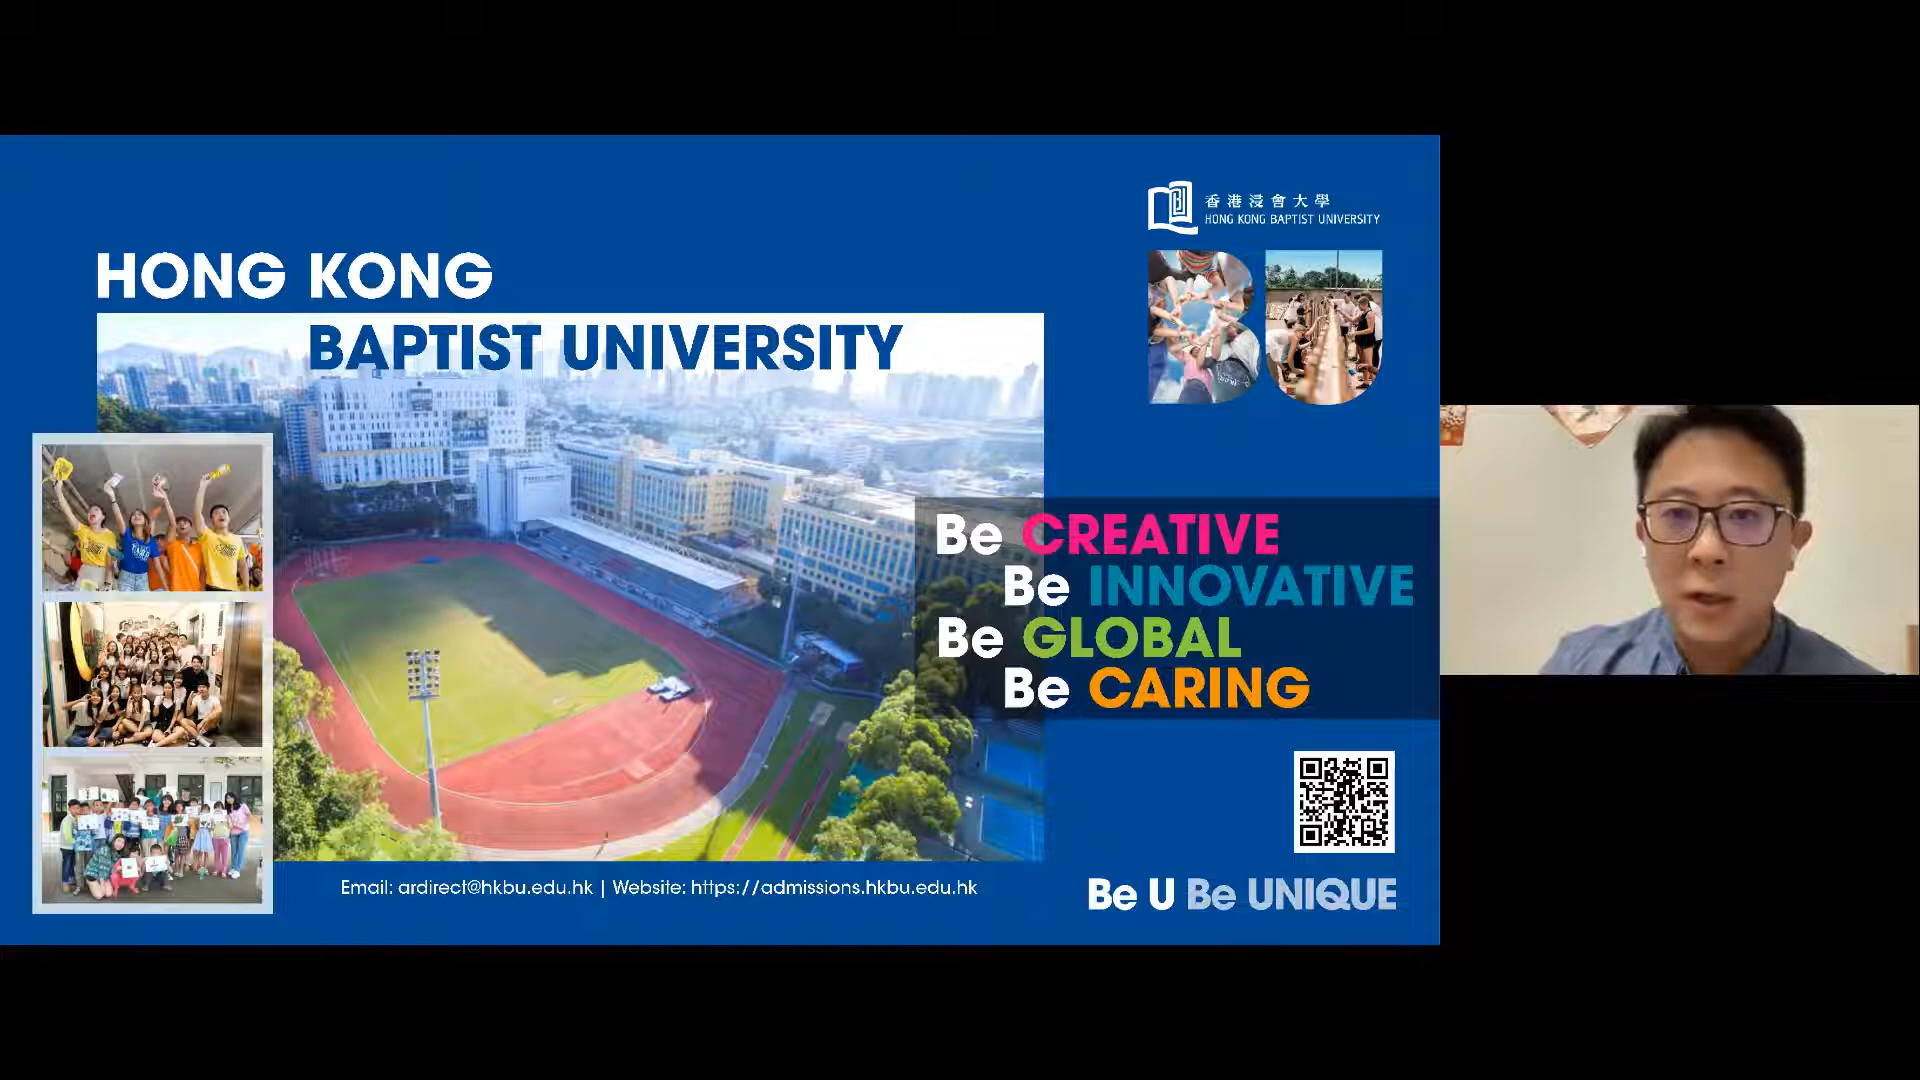 香港浸會大學
HONG KONG BAPTIST UNIVERSITY
HONG KONG
BAPTIST UNIVERSITY
BU
Be CREATIVE
Be INNOVATIVE
Be GLOBAL
Be CARING
Email: ardirect@hkbu.edu.hk | Website: https://admissions.hkbu.edu.hk
Be U Be UNIQUE